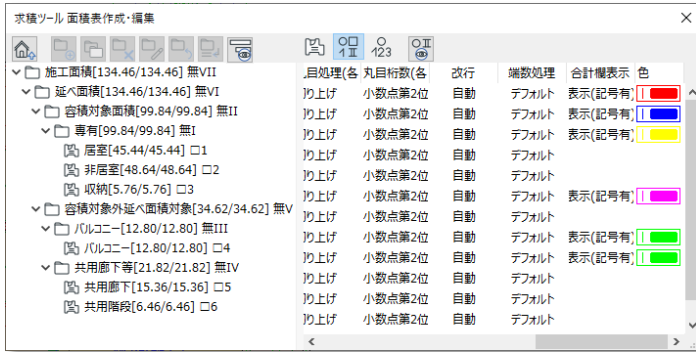 求積ツール 面積表作成・編集
123
.目処理(各 丸目桁数(各 改行 端数処理 合計欄表示 色
施工面積[134.46/134.46] 無VII
り上げ 小数点第2位 自動 デフォルト 表示(記号有)
延べ面積[134.46/134.46] 無VI
り上げ 小数点第2位 自動 デフォルト 表示(記号有)
容積対象面積[99.84/99.84] 無II
り上げ 小数点第2位 自動 デフォルト 表示(記号有)
専有[99.84/99.84] 無I
り上げ 小数点第2位 自動 デフォルト
居室[45.44/45.44] □1
り上げ 小数点第2位 自動 デフォルト
非居室[48.64/48.64] □2
り上げ 小数点第2位 自動 デフォルト
収納[5.76/5.76] □3
り上げ 小数点第2位 自動 デフォルト 表示(記号有)
容積対象外延べ面積対象[34.62/34.62] 無V
り上げ 小数点第2位 自動 デフォルト
バルコニー[12.80/12.80] 無III
り上げ 小数点第2位 自動 デフォルト 表示(記号有)
バルコニー[12.80/12.80] □4
り上げ 小数点第2位 自動 デフォルト 表示(記号有)
共用廊下等[21.82/21.82] 無IV
り上げ 小数点第2位 自動 デフォルト
共用廊下[15.36/15.36] □5
り上げ 小数点第2位 自動 デフォルト
共用階段[6.46/6.46] □6
り上げ 小数点第2位 自動 デフォルト